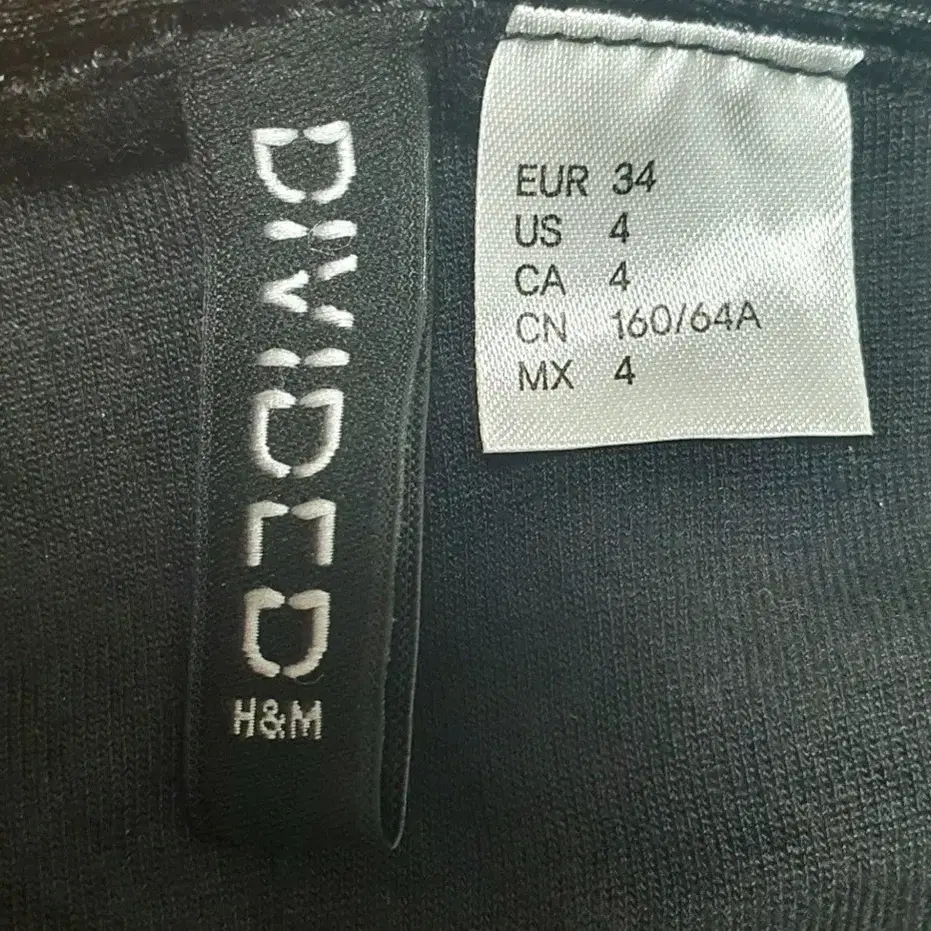 DIVIDED
H&M
EUR 34
US 4
CA 4
CN 160/64A
MX 4